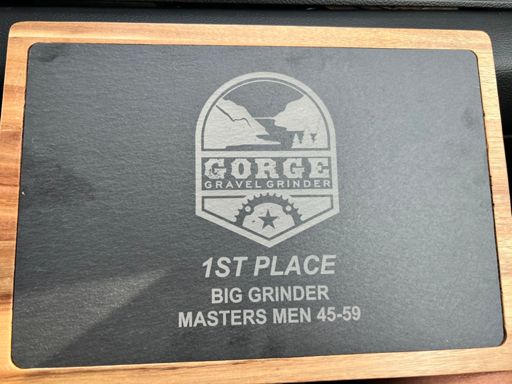 GORGE
GRAVEL GRINDER
1ST PLACE
BIG GRINDER
MASTERS MEN 45-59